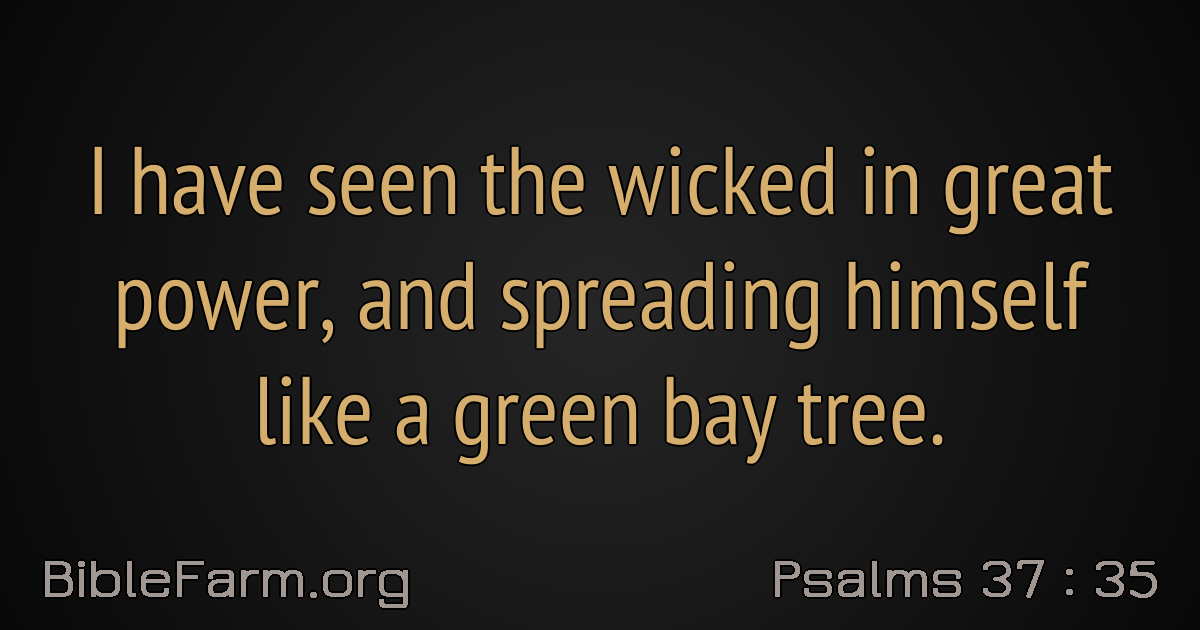 I have seen the wicked in great
power, and spreading himself
like a green bay tree.
BibleFarm.org
Psalms 37 : 35